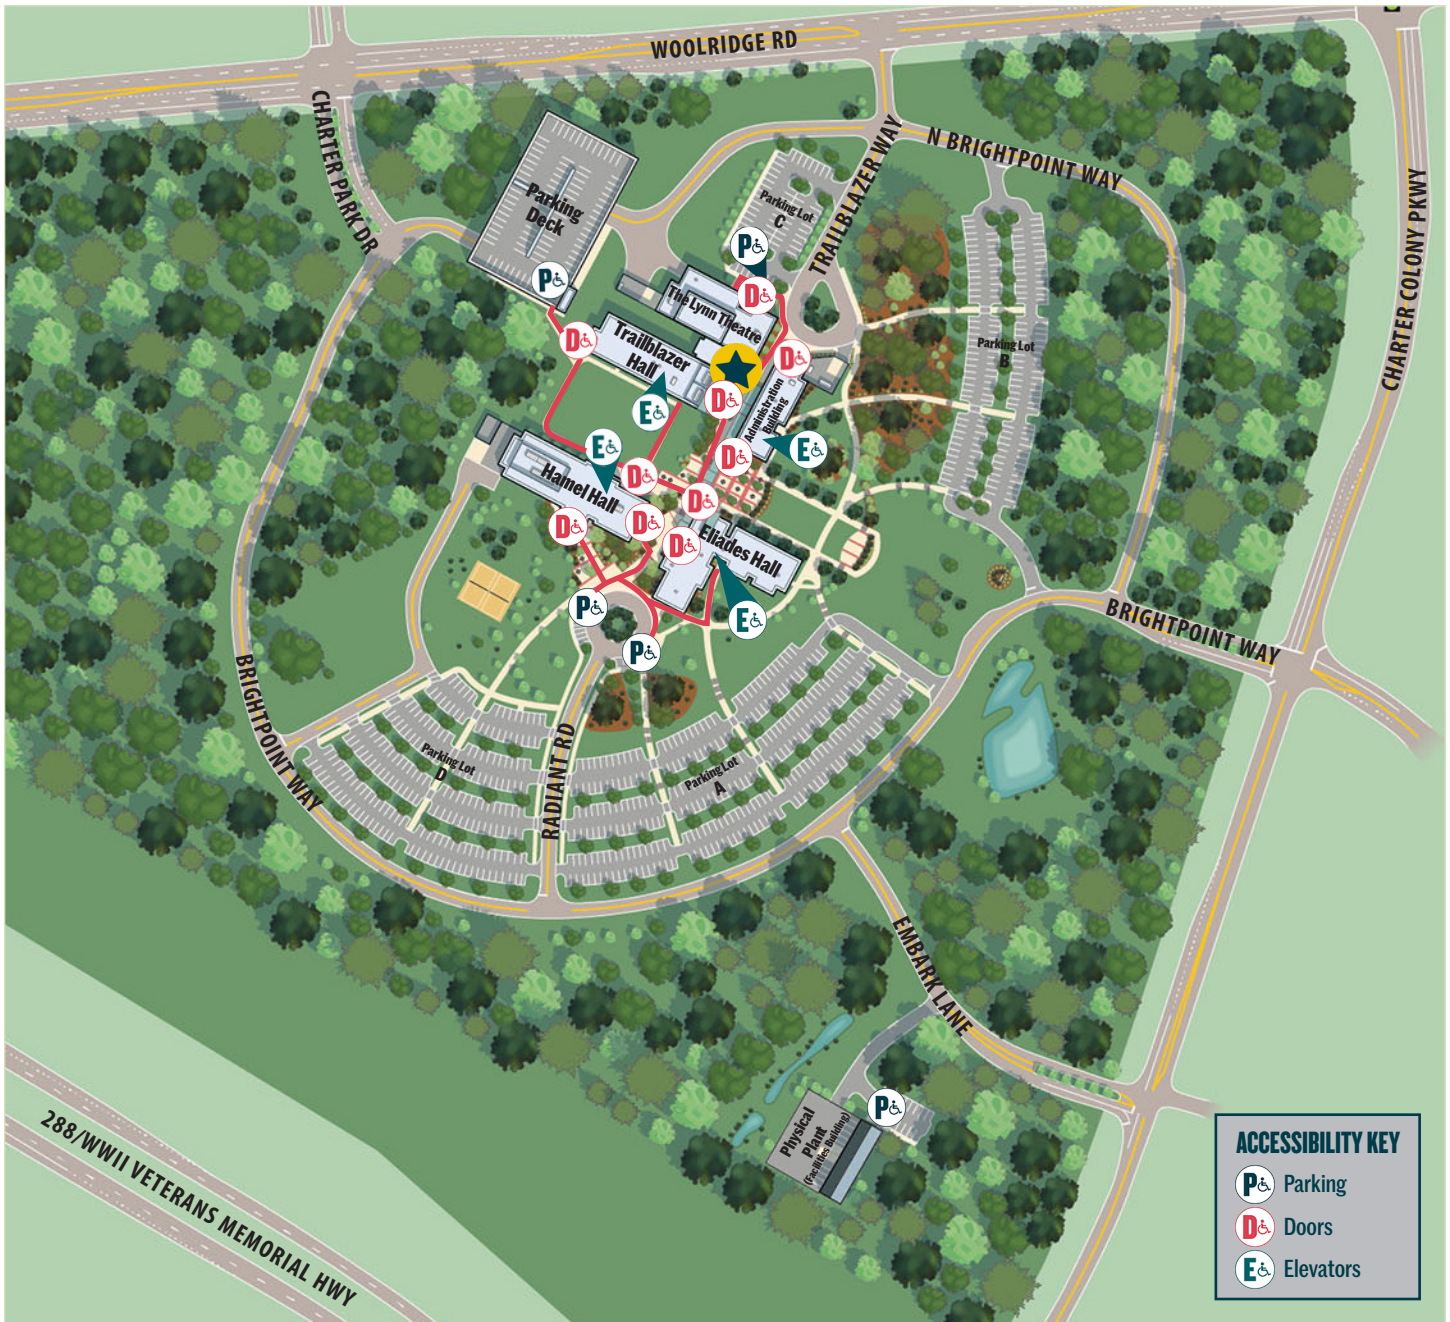 WOOLRIDGE RD
CHARTER PARK DR
TRAILBLAZER WAY
N BRIGHTPOINT WAY
CHARTER COLONY PKWY
Parking
Deck
Parking Lot
C
P
P
D
The Lynn Theatre
D
Trailblazer
Hall
D
Parking Lot
B
E
D
Administration
Building
E
E
D
D
Hamel Hall
D
D
D
D
Eliades Hall
P
E
P
BRIGHTPOINT WAY
BRIGHTPOINT WAY
RADIANT RD
Parking Lot
D
Parking Lot
A
EMBARK LANE
Physical
Plant
(Facilities Building)
P
288/WWII VETERANS MEMORIAL HWY
ACCESSIBILITY KEY
P Parking
D Doors
E Elevators